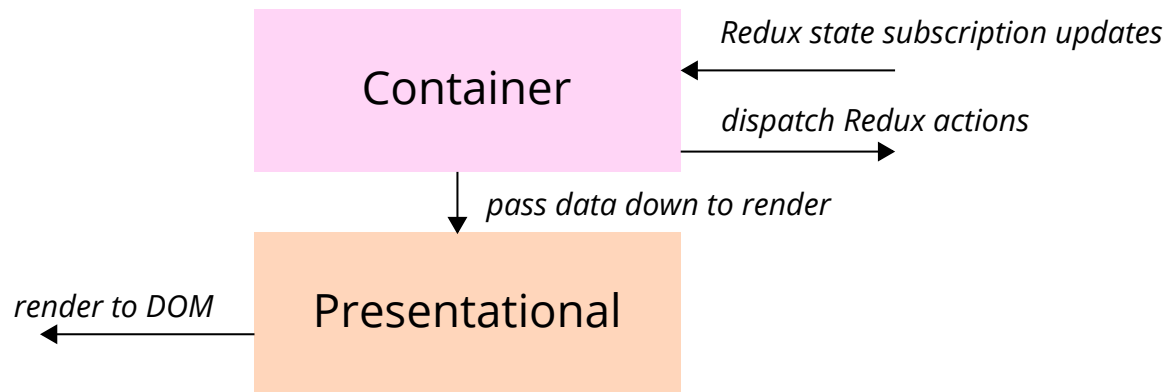 Redux state subscription updates
Container
dispatch Redux actions
pass data down to render
render to DOM
Presentational